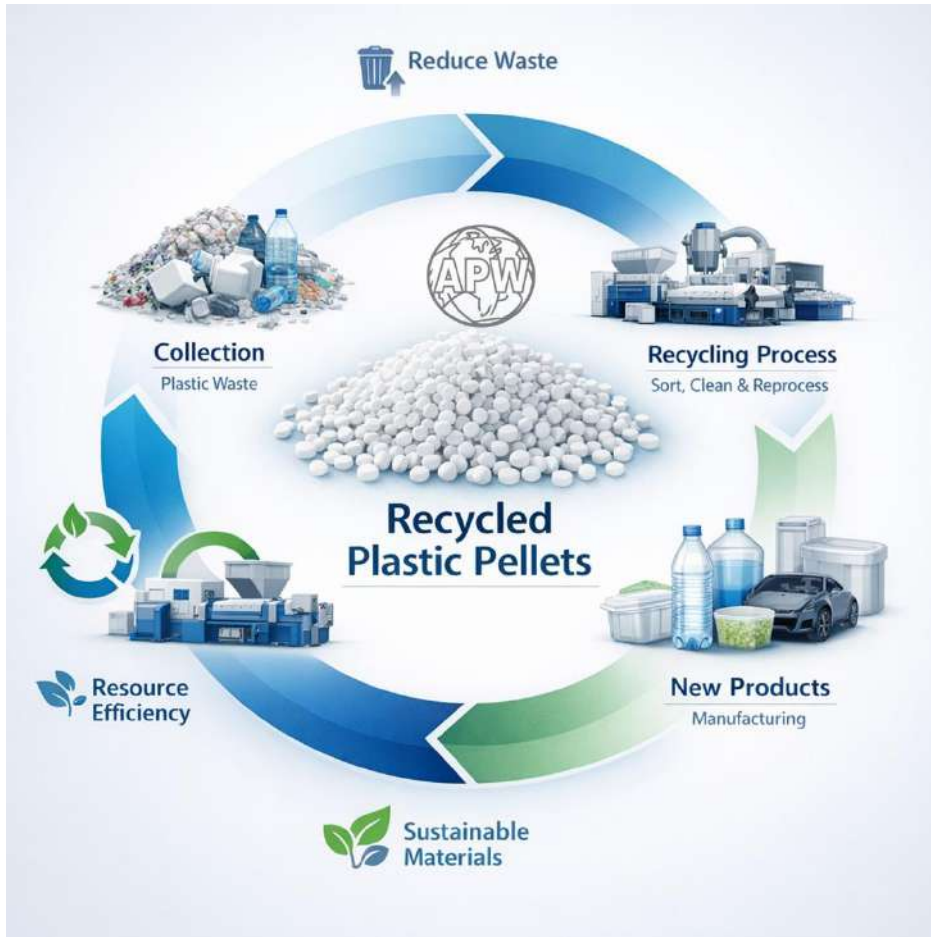 Reduce Waste
APW
Collection
Plastic Waste
Recycling Process
Sort, Clean & Reprocess
Recycled
Plastic Pellets
Resource
Efficiency
New Products
Manufacturing
Sustainable
Materials